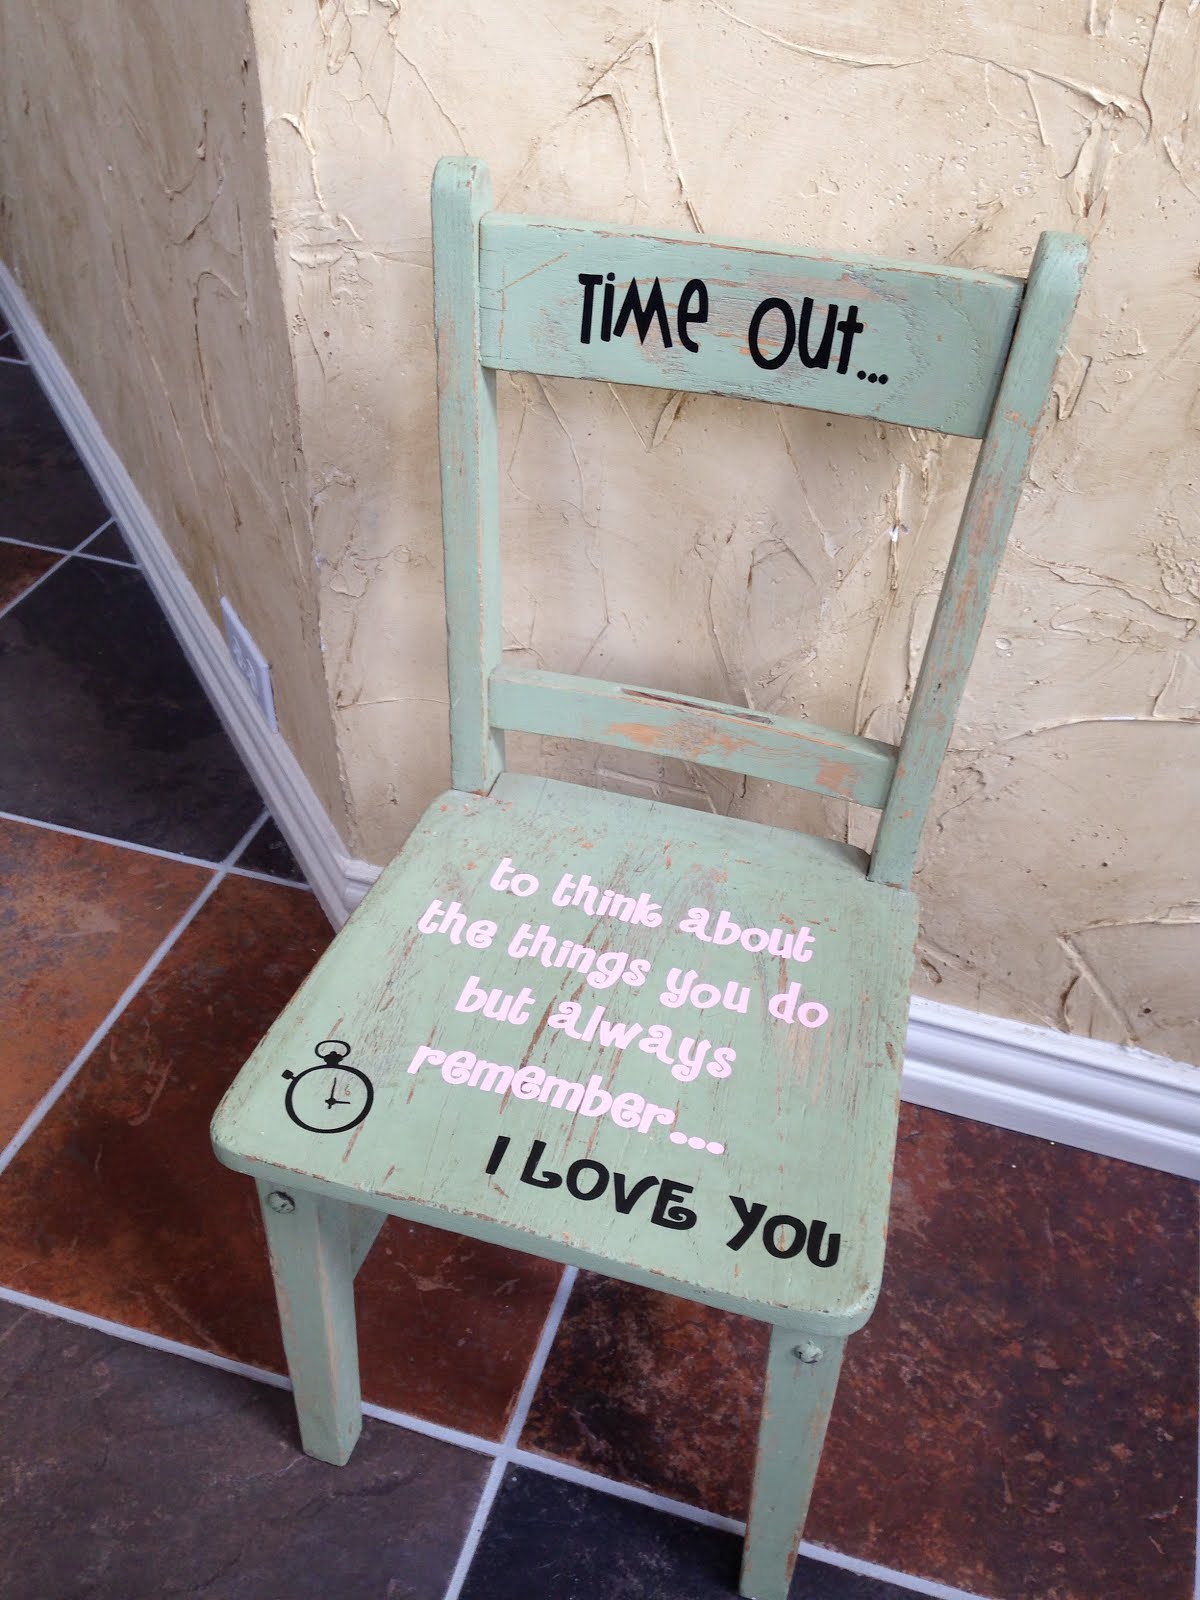 Time Out...
to think about
the things you do
but always
remember...
I LOVE YOU